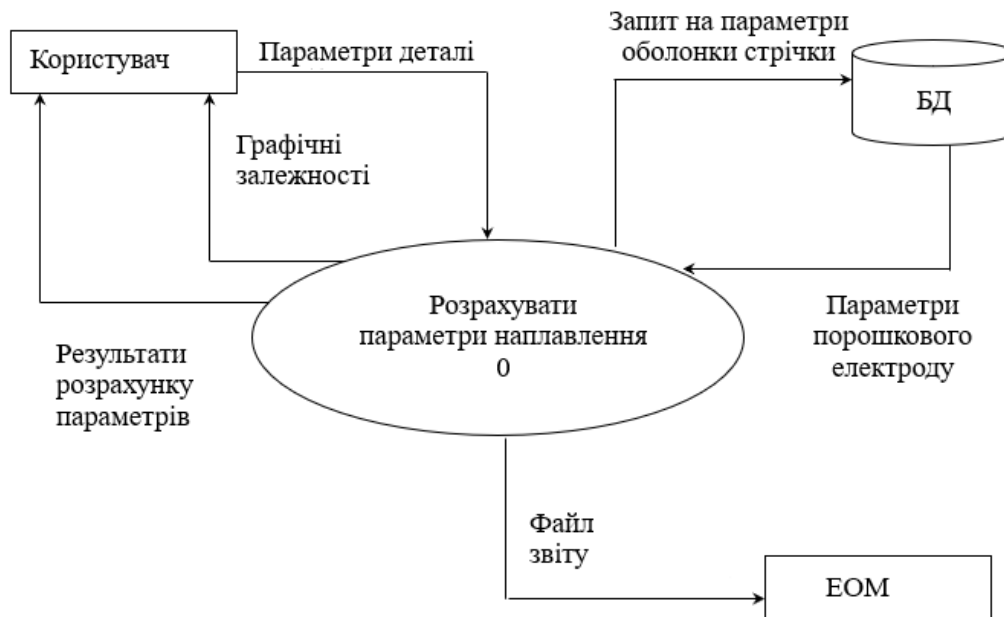 Користувач
Параметри деталі
Запит на параметри
оболонки стрічки
БД
Графічні
залежності
Розрахувати
параметри наплавлення
0
Результати
розрахунку
параметрів
Параметри
порошкового
електроду
Файл
звіту
ЕОМ